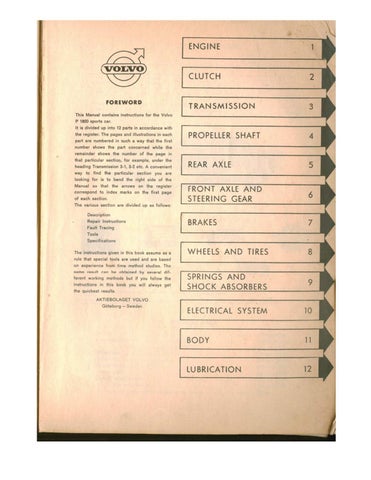 VOLVO
FOREWORD
This Manual contains instructions for the Volvo
P 1800 sports car.
It is divided up into 12 parts in accordance with
the register. The pages and illustrations in each
part are numbered in such a way that the first
number shows the part concerned while the
remainder shows the number of the page in
that particular section, for example, under the
heading Transmission 3-1, 3-2 etc. A convenient
way to find the particular section you are
looking for is to bend the right side of the
Manual so that the arrows on the register
correspond to index marks on the first page
of each section.
The various section are divided up as follows:
Description
Repair Instructions
Fault Tracing
Tools
Specifications
The instructions given in this book assume as a
rule that special tools are used and are based
on experience from time method studies. The
same result can be obtained by several dif-
ferent working methods but if you follow the
instructions in this book you will always get
the quickest results.
AKTIEBOLAGET VOLVO
Göteborg — Sweden
ENGINE 1
CLUTCH 2
TRANSMISSION 3
PROPELLER SHAFT 4
REAR AXLE 5
FRONT AXLE AND
STEERING GEAR 6
BRAKES 7
WHEELS AND TIRES 8
SPRINGS AND
SHOCK ABSORBERS 9
ELECTRICAL SYSTEM 10
BODY 11
LUBRICATION 12